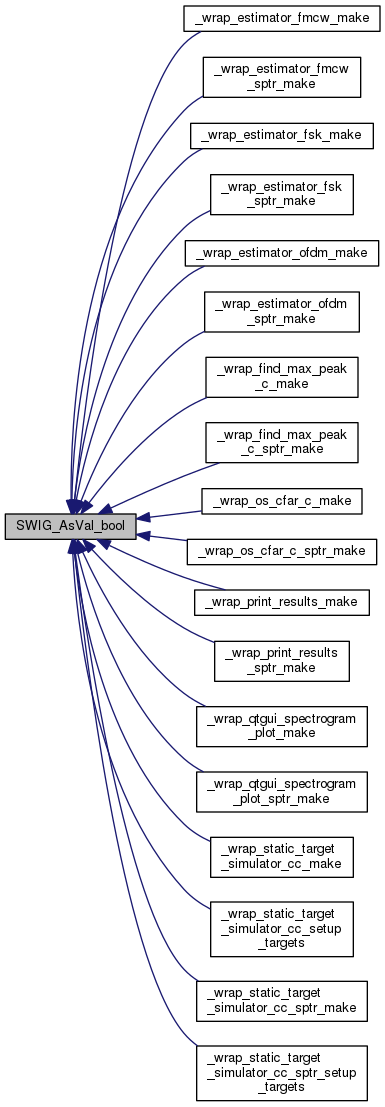 _wrap_estimator_fmcw_make
_wrap_estimator_fmcw
_sptr_make
_wrap_estimator_fsk_make
_wrap_estimator_fsk
_sptr_make
_wrap_estimator_ofdm_make
_wrap_estimator_ofdm
_sptr_make
_wrap_find_max_peak
_c_make
_wrap_find_max_peak
_c_sptr_make
_wrap_os_cfar_c_make
SWIG_AsVal_bool
_wrap_os_cfar_c_sptr_make
_wrap_print_results_make
_wrap_print_results
_sptr_make
_wrap_qtgui_spectrogram
_plot_make
_wrap_qtgui_spectrogram
_plot_sptr_make
_wrap_static_target
_simulator_cc_make
_wrap_static_target
_simulator_cc_setup
_targets
_wrap_static_target
_simulator_cc_sptr_make
_wrap_static_target
_simulator_cc_sptr_setup
_targets